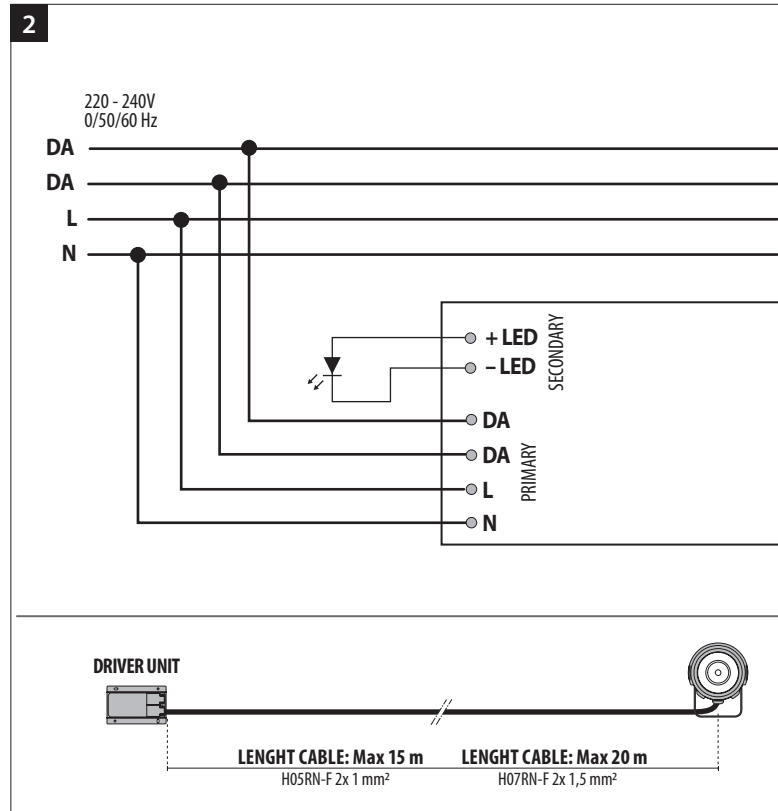 2
220 - 240V
0/50/60 Hz
DA
DA
L
N
+ LED
– LED
SECONDARY
DA
DA
L
N
PRIMARY
DRIVER UNIT
LENGHT CABLE: Max 15 m
H05RN-F 2x 1 mm²
LENGHT CABLE: Max 20 m
H07RN-F 2x 1,5 mm²